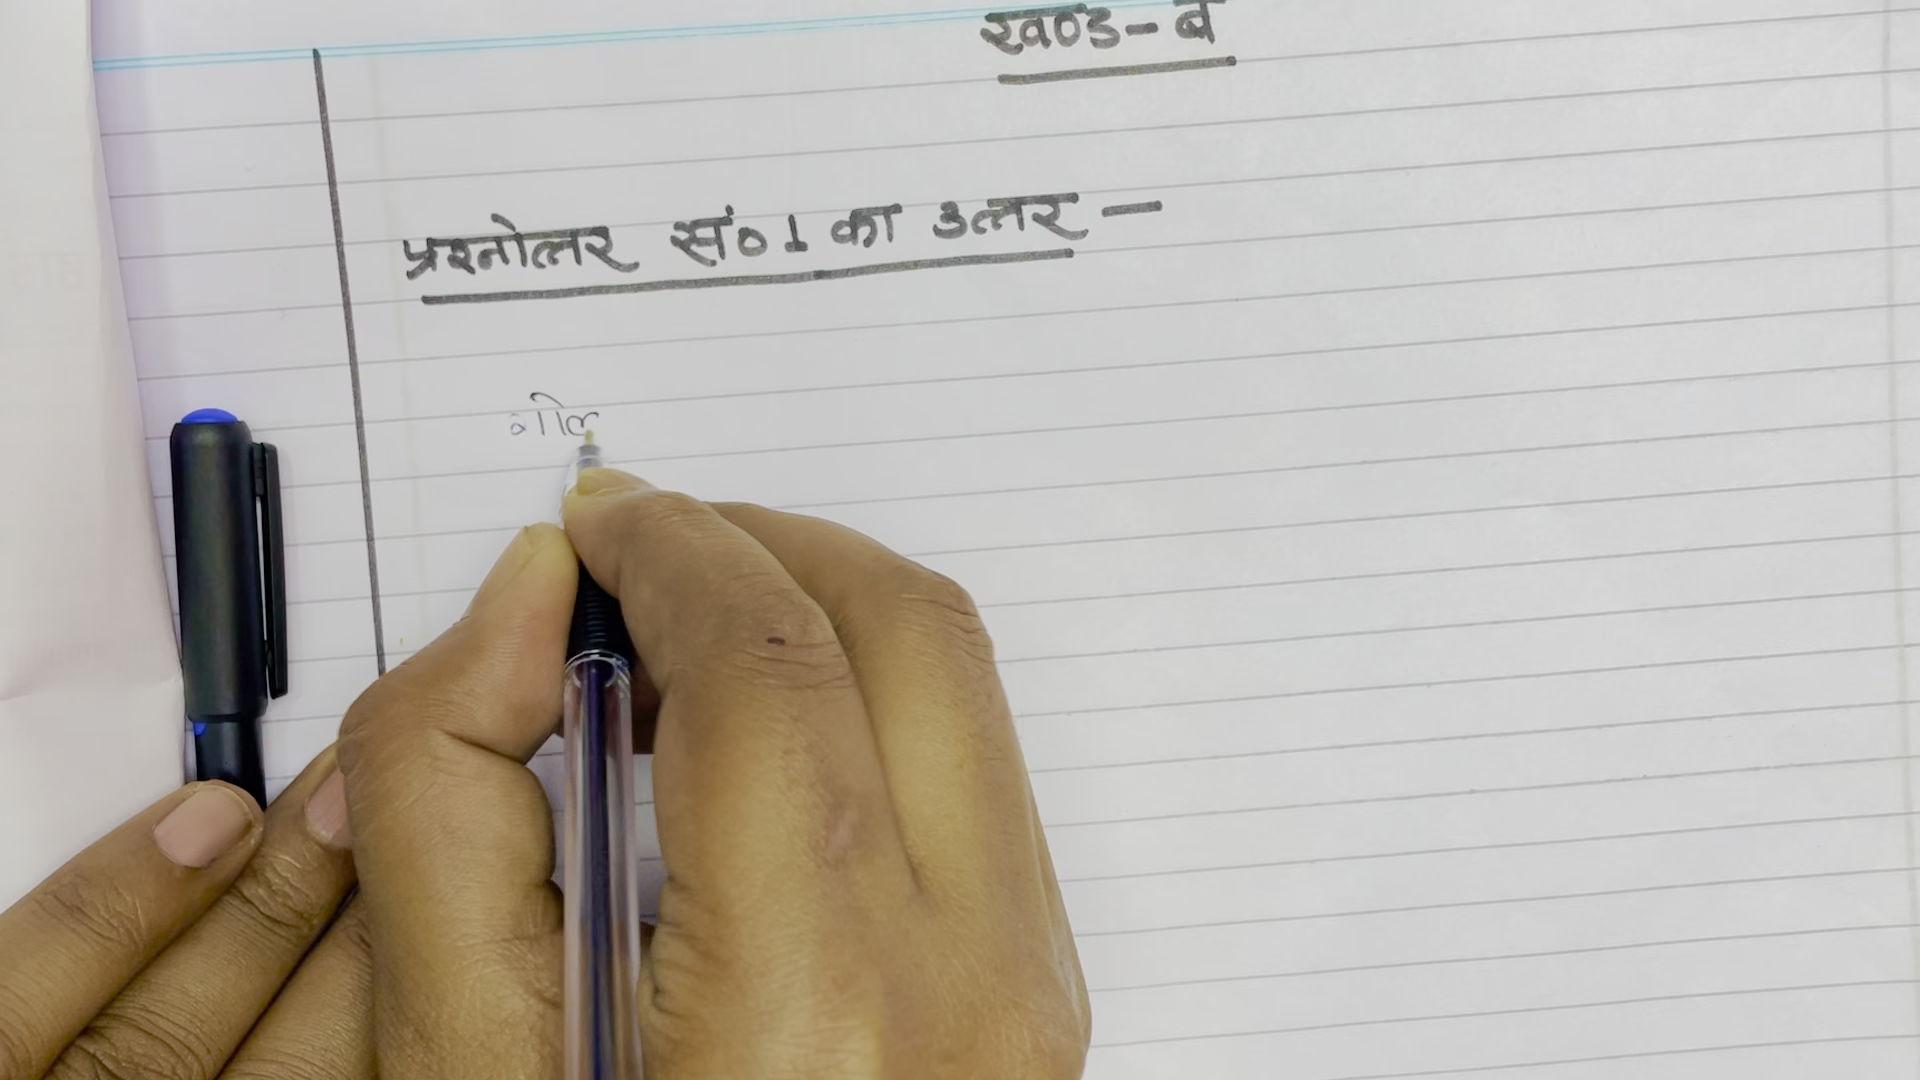 खण्ड - ब
प्रश्नोत्तर सं० 1 का उत्तर -